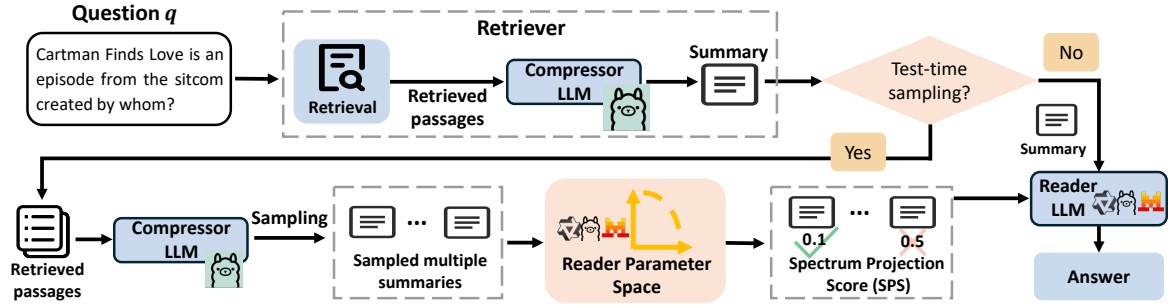 Question q
Cartman Finds Love is an
episode from the sitcom
created by whom?
Retriever
Retrieval
Retrieved
passages
Compressor
LLM
Summary
Test-time
sampling?
No
Summary
Yes
Retrieved
passages
Compressor
LLM
Sampling
...
Sampled multiple
summaries
Reader Parameter
Space
...
0.1
0.5
Spectrum Projection
Score (SPS)
Reader
LLM
Answer